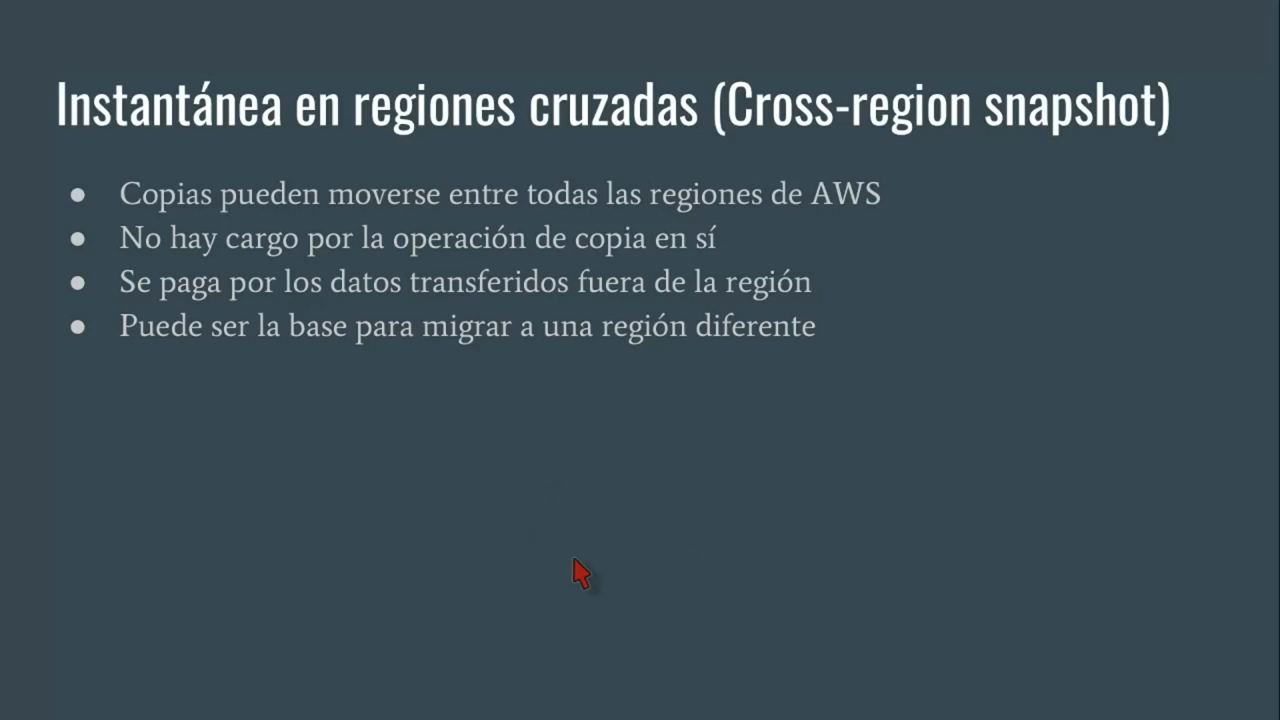 Instantánea en regiones cruzadas (Cross-region snapshot)
● Copias pueden moverse entre todas las regiones de AWS
● No hay cargo por la operación de copia en sí
● Se paga por los datos transferidos fuera de la región
● Puede ser la base para migrar a una región diferente